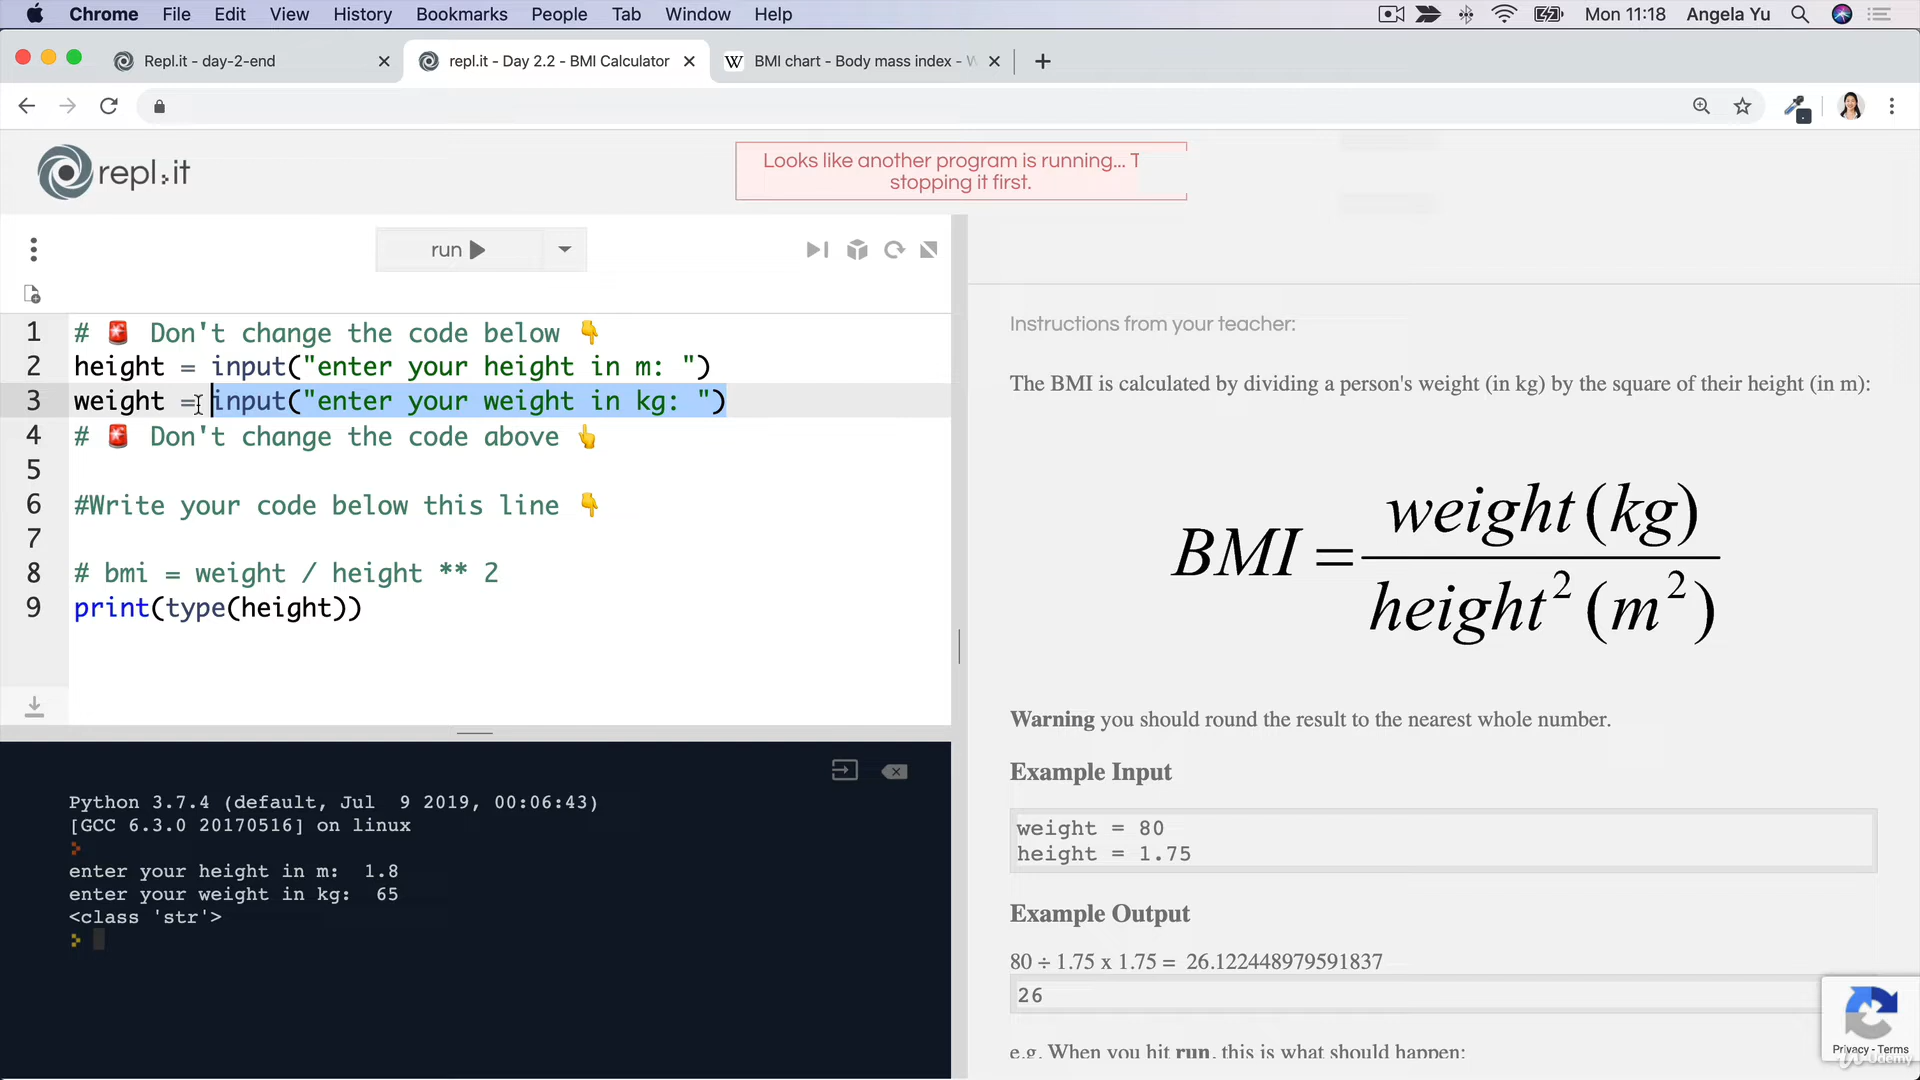 Chrome File Edit View History Bookmarks People Tab Window Help Mon 11:18 Angela Yu
Repl.it - day-2-end repl.it - Day 2.2 - BMI Calculator W BMI chart - Body mass index -
repl.it
Looks like another program is running...
stopping it first.
run
1 # 🚨 Don't change the code below 👇
2 height = input("enter your height in m: ")
3 weight = input("enter your weight in kg: ")
4 # 🚨 Don't change the code above 👆
5
6 #Write your code below this line 👇
7
8 # bmi = weight / height ** 2
9 print(type(height))
Python 3.7.4 (default, Jul  9 2019, 00:06:43)
[GCC 6.3.0 20170516] on linux
enter your height in m:  1.8
enter your weight in kg:  65
<class 'str'>
Instructions from your teacher:
The BMI is calculated by dividing a person's weight (in kg) by the square of their height (in m):
BMI = weight (kg)
height² (m²)
Warning you should round the result to the nearest whole number.
Example Input
weight = 80
height = 1.75
Example Output
80 ÷ 1.75 x 1.75 = 26.122448979591837
26
e.g. When you hit run, this is what should happen:
Privacy - Terms
Udemy